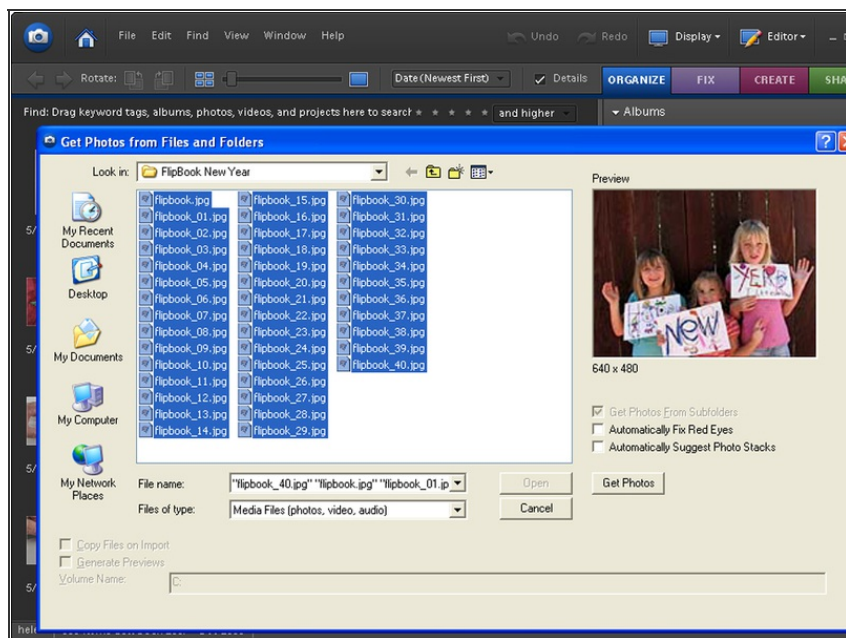 File Edit Find View Window Help Undo Redo Display Editor
Rotate: Date (Newest First) Details ORGANIZE FIX CREATE SHA
Find: Drag keyword tags, albums, photos, videos, and projects here to search and higher Albums
Get Photos from Files and Folders
Look in: FlipBook New Year
Preview
My Recent Documents
Desktop
My Documents
My Computer
My Network Places
flipbook.jpg flipbook_15.jpg flipbook_30.jpg
flipbook_01.jpg flipbook_16.jpg flipbook_31.jpg
flipbook_02.jpg flipbook_17.jpg flipbook_32.jpg
flipbook_03.jpg flipbook_18.jpg flipbook_33.jpg
flipbook_04.jpg flipbook_19.jpg flipbook_34.jpg
flipbook_05.jpg flipbook_20.jpg flipbook_35.jpg
flipbook_06.jpg flipbook_21.jpg flipbook_36.jpg
flipbook_07.jpg flipbook_22.jpg flipbook_37.jpg
flipbook_08.jpg flipbook_23.jpg flipbook_38.jpg
flipbook_09.jpg flipbook_24.jpg flipbook_39.jpg
flipbook_10.jpg flipbook_25.jpg flipbook_40.jpg
flipbook_11.jpg flipbook_26.jpg
flipbook_12.jpg flipbook_27.jpg
flipbook_13.jpg flipbook_28.jpg
flipbook_14.jpg flipbook_29.jpg
NEW
YEAR
640 x 480
Get Photos From Subfolders
Automatically Fix Red Eyes
Automatically Suggest Photo Stacks
File name: "flipbook_40.jpg" "flipbook.jpg" "flipbook_01.jp Open Get Photos
Files of type: Media Files (photos, video, audio) Cancel
Copy Files on Import
Generate Previews
Volume Name: C: